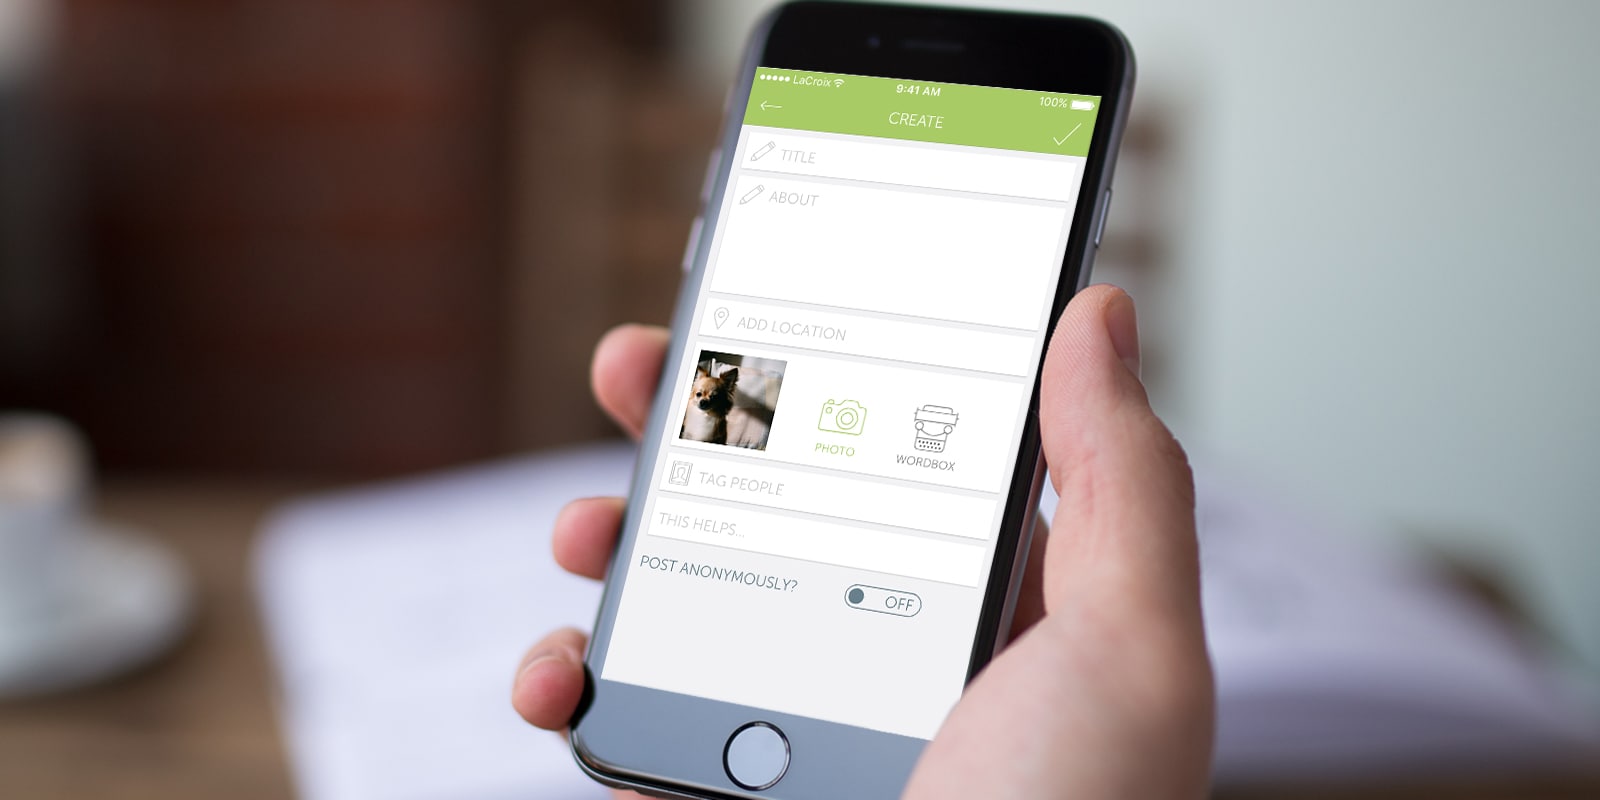 LaCroix
9:41 AM
100%
CREATE
TITLE
ABOUT
ADD LOCATION
PHOTO
WORDBOX
TAG PEOPLE
THIS HELPS...
POST ANONYMOUSLY?
OFF